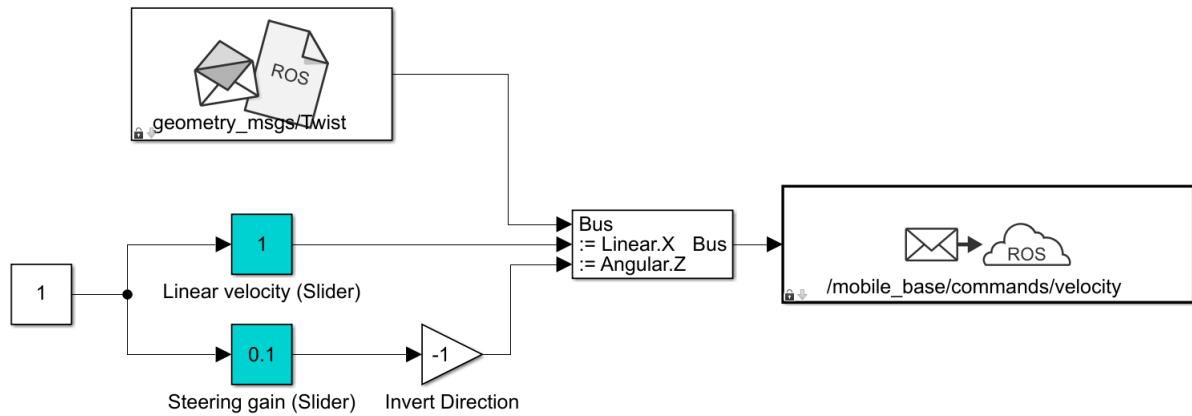 ROS
geometry_msgs/Twist
Bus
:= Linear.X Bus
:= Angular.Z
1
Linear velocity (Slider)
1
0.1
Steering gain (Slider)
-1
Invert Direction
ROS
/mobile_base/commands/velocity